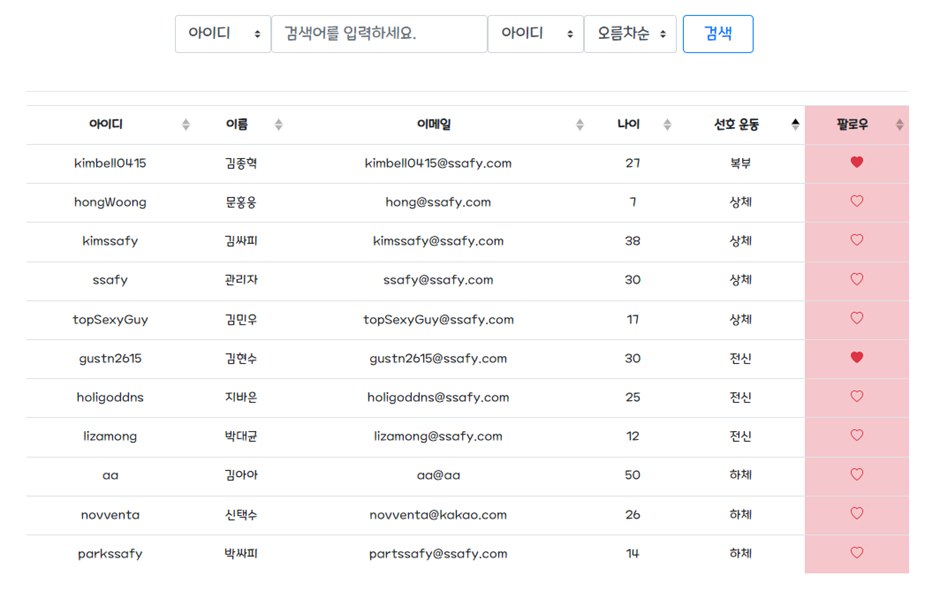 아이디 검색어를 입력하세요. 아이디 오름차순 검색
아이디 이름 이메일 나이 선호 운동 팔로우
kimbell0415 김종혁 kimbell0415@ssafy.com 27 복부
hongWoong 문홍웅 hong@ssafy.com 7 상체
kimssafy 김싸피 kimssafy@ssafy.com 38 상체
ssafy 관리자 ssafy@ssafy.com 30 상체
topSexyGuy 김민우 topSexyGuy@ssafy.com 17 상체
gustn2615 김현수 gustn2615@ssafy.com 30 전신
holigoddns 지바은 holigoddns@ssafy.com 25 전신
lizamong 박대균 lizamong@ssafy.com 12 전신
aa 김아아 aa@aa 50 하체
novventa 신택수 novventa@kakao.com 26 하체
parkssafy 박싸피 partssafy@ssafy.com 14 하체